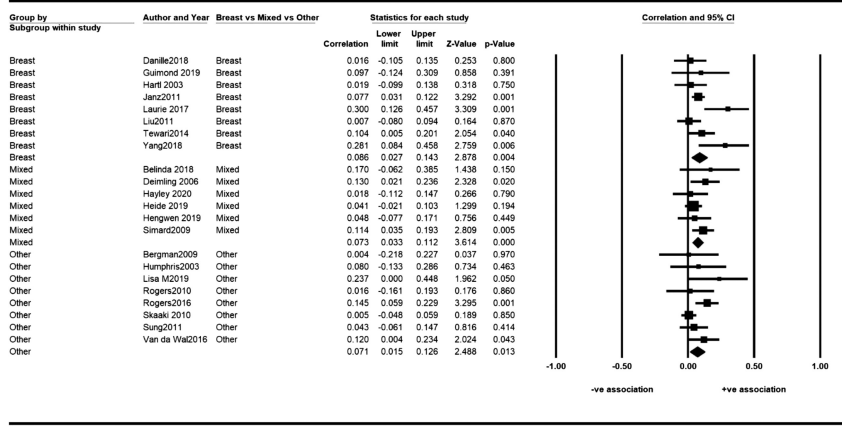 Group by Author and Year Breast vs Mixed vs Other Statistics for each study Correlation and 95% CI
Subgroup within study
Lower Upper
Correlation limit limit Z-Value p-Value
Breast Danille2018 Breast 0.016 -0.105 0.135 0.253 0.800
Breast Guimond 2019 Breast 0.097 -0.124 0.309 0.858 0.391
Breast Hartl 2003 Breast 0.019 -0.099 0.138 0.318 0.750
Breast Janz2011 Breast 0.077 0.031 0.122 3.292 0.001
Breast Laurie 2017 Breast 0.300 0.126 0.457 3.309 0.001
Breast Liu2011 Breast 0.007 -0.080 0.094 0.164 0.870
Breast Tewari2014 Breast 0.104 0.005 0.201 2.054 0.040
Breast Yang2018 Breast 0.281 0.084 0.458 2.759 0.006
Breast 0.086 0.027 0.143 2.878 0.004
Mixed Belinda 2018 Mixed 0.170 -0.062 0.385 1.438 0.150
Mixed Deimling 2006 Mixed 0.130 0.021 0.236 2.328 0.020
Mixed Hayley 2020 Mixed 0.018 -0.112 0.147 0.266 0.790
Mixed Heide 2019 Mixed 0.041 -0.021 0.103 1.299 0.194
Mixed Hengwen 2019 Mixed 0.048 -0.077 0.171 0.756 0.449
Mixed Simard2009 Mixed 0.114 0.035 0.193 2.809 0.005
Mixed 0.073 0.033 0.112 3.614 0.000
Other Bergman2009 Other 0.004 -0.218 0.227 0.037 0.970
Other Humphris2003 Other 0.080 -0.133 0.286 0.734 0.463
Other Lisa M2019 Other 0.237 0.000 0.448 1.962 0.050
Other Rogers2010 Other 0.016 -0.161 0.193 0.176 0.860
Other Rogers2016 Other 0.145 0.059 0.229 3.295 0.001
Other Skaaki 2010 Other 0.005 -0.048 0.059 0.189 0.850
Other Sung2011 Other 0.043 -0.061 0.147 0.816 0.414
Other Van da Wal2016 Other 0.120 0.004 0.234 2.024 0.043
Other 0.071 0.015 0.126 2.488 0.013
-1.00 -0.50 0.00 0.50 1.00
-ve association +ve association